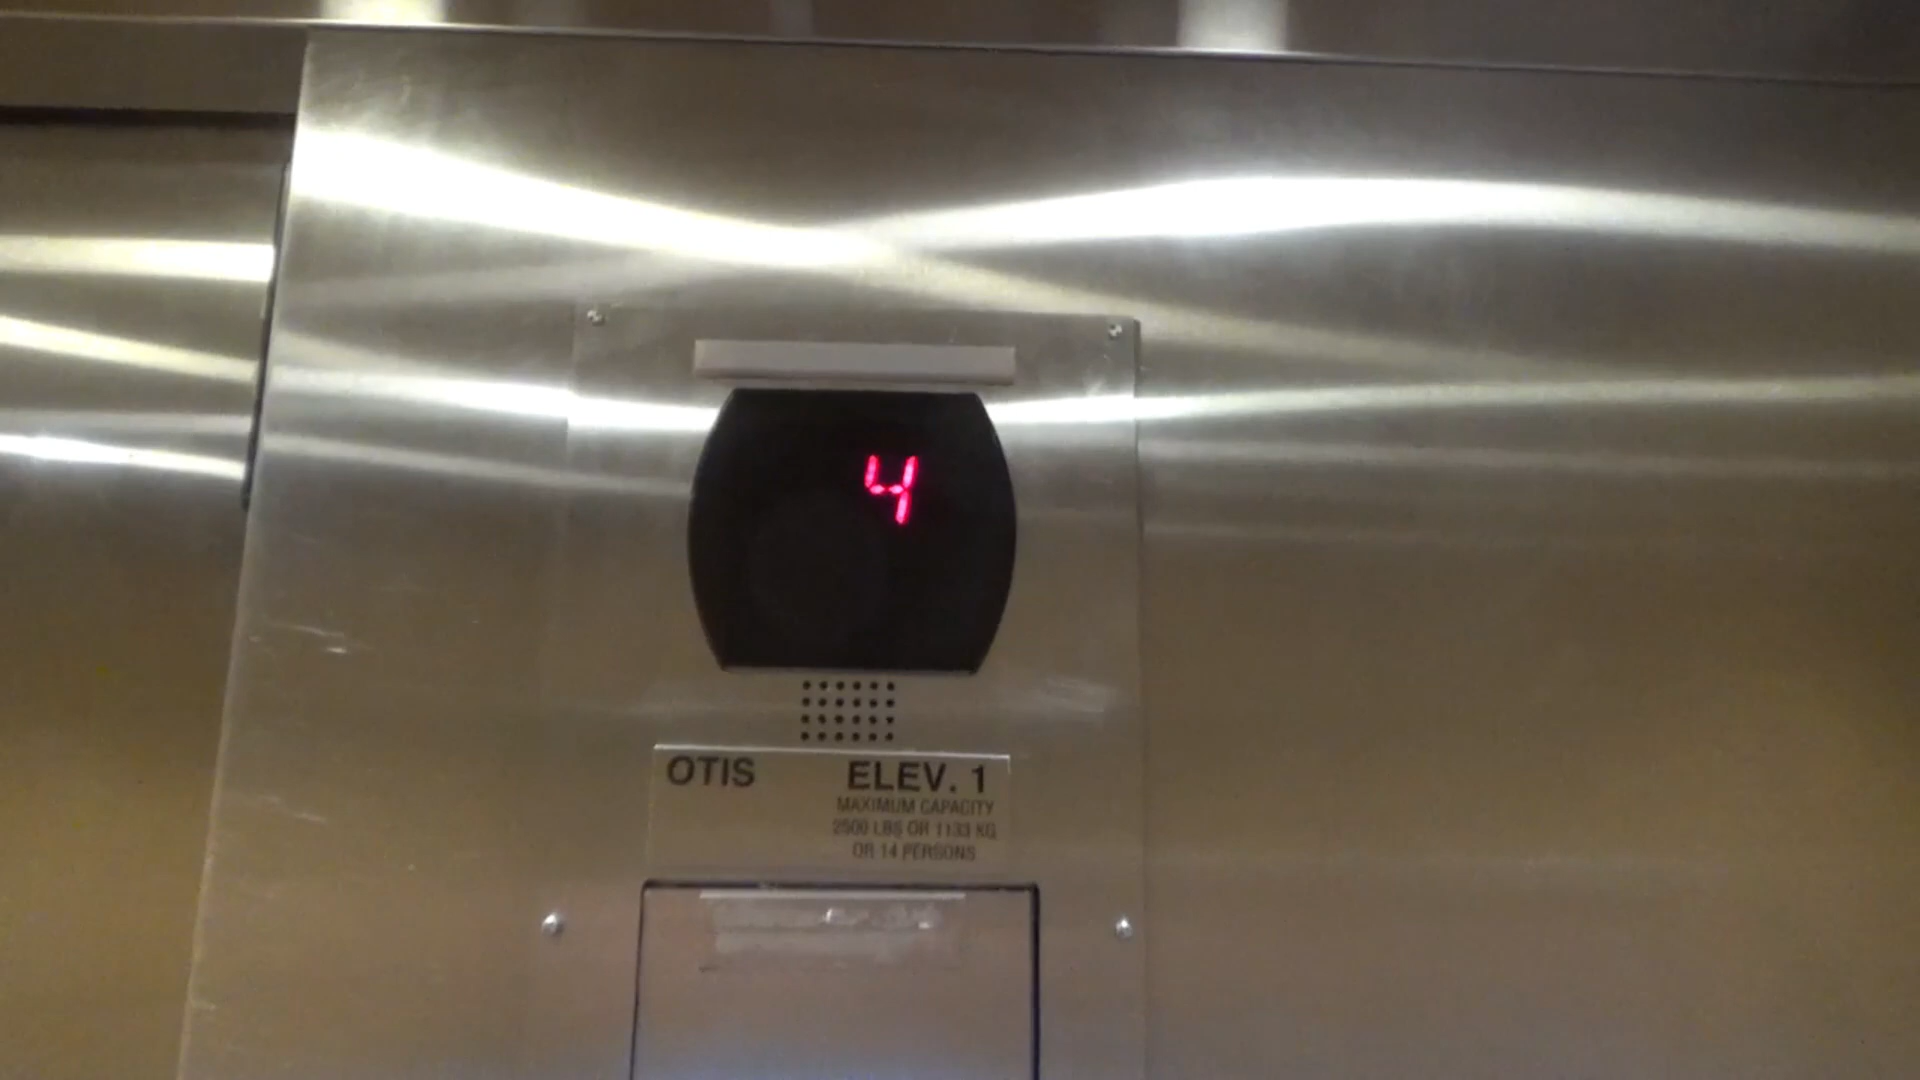 4
OTIS ELEV. 1
MAXIMUM CAPACITY
2500 LBS OR 1133 KG
OR 14 PERSONS